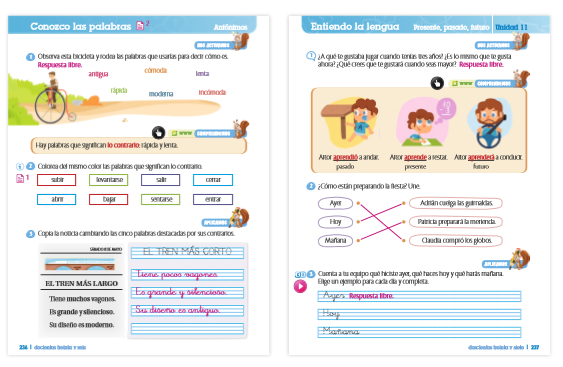 Conozco las palabras
Antónimos
1 Observa esta bicicleta y rodea las palabras que usarías para decir cómo es.
Respuesta libre.
antigua
cómoda
lenta
rápida
moderna
incómoda
www
Hay palabras que significan lo contrario: rápida y lenta.
2 Colorea del mismo color las palabras que significan lo contrario.
subir
levantarse
salir
cerrar
abrir
bajar
sentarse
entrar
3 Copia la noticia cambiando las cinco palabras destacadas por sus contrarios.
EL TREN MÁS LARGO
Tiene muchos vagones.
Es grande y silencioso.
Su diseño es moderno.
EL TREN MÁS CORTO
Tiene pocos vagones.
Es grande y silencioso.
Su diseño es antiguo.
236 | doscientos treinta y seis
Entiendo la lengua
Presente, pasado, futuro
Unidad 11
1 ¿A qué te gustaba jugar cuando tenías tres años? ¿Es lo mismo que te gusta
ahora? ¿Qué crees que te gustará cuando seas mayor? Respuesta libre.
www
Aitor aprendió a andar.
pasado
Aitor aprende a restar.
presente
Aitor aprenderá a conducir.
futuro
2 ¿Cómo están preparando la fiesta? Une.
Ayer
Hoy
Mañana
Adrián cuelga las guirnaldas.
Patricia preparará la merienda.
Claudia compró los globos.
3 Cuenta a tu equipo qué hiciste ayer, qué haces hoy y qué harás mañana.
Elige un ejemplo para cada día y completa.
Ayer Respuesta libre.
Hoy
Mañana
doscientos treinta y siete | 237